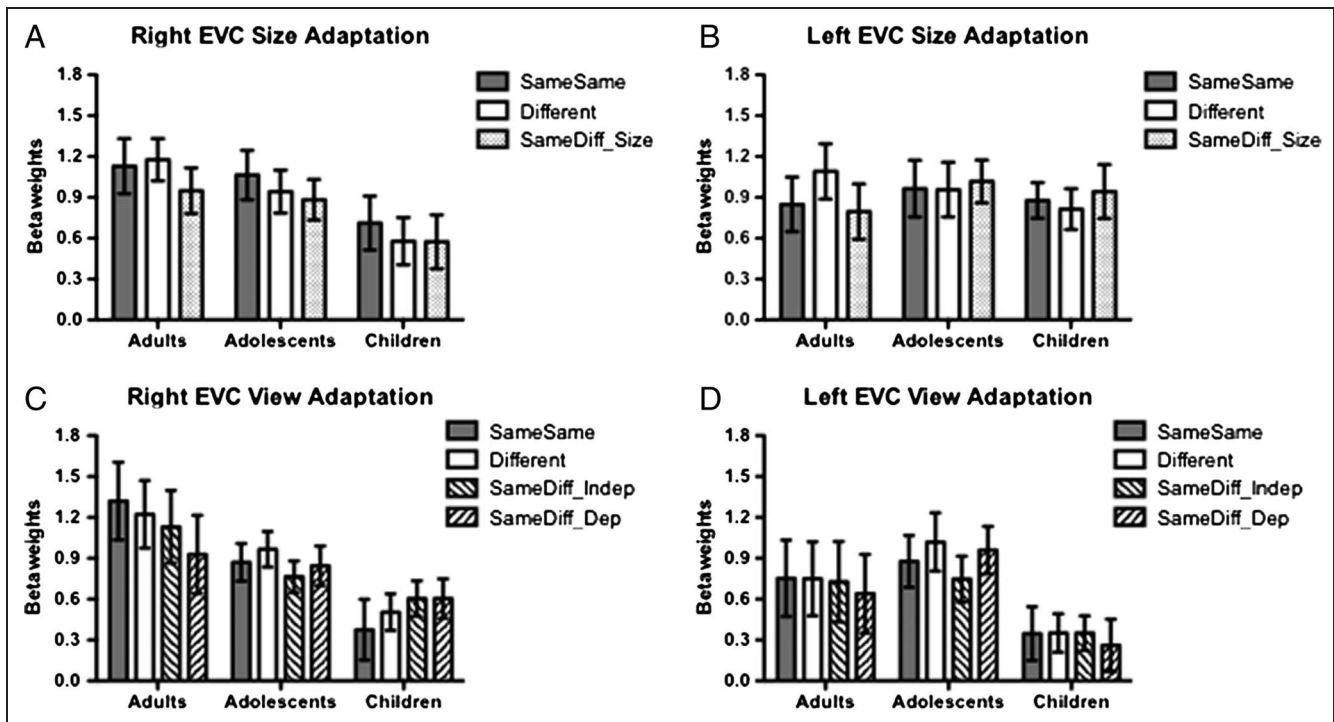 A
Right EVC Size Adaptation
Betaweights
1.8
1.5
1.2
0.9
0.6
0.3
0.0
Adults
Adolescents
Children
SameSame
Different
SameDiff_Size
B
Left EVC Size Adaptation
Betaweights
1.8
1.5
1.2
0.9
0.6
0.3
0.0
Adults
Adolescents
Children
SameSame
Different
SameDiff_Size
C
Right EVC View Adaptation
Betaweights
1.8
1.5
1.2
0.9
0.6
0.3
0.0
Adults
Adolescents
Children
SameSame
Different
SameDiff_Indep
SameDiff_Dep
D
Left EVC View Adaptation
Betaweights
1.8
1.5
1.2
0.9
0.6
0.3
0.0
Adults
Adolescents
Children
SameSame
Different
SameDiff_Indep
SameDiff_Dep